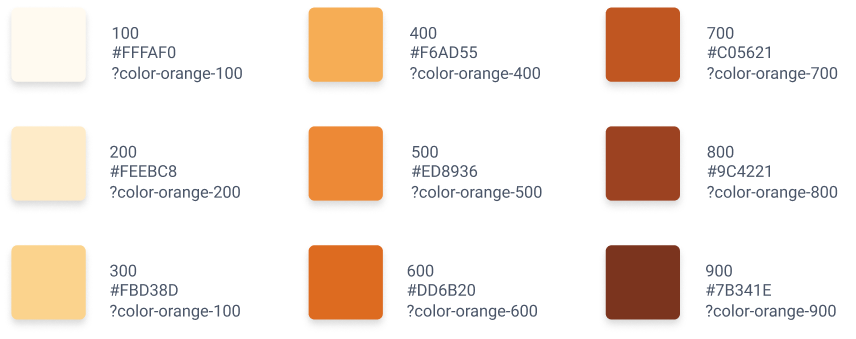 100
#FFFAF0
?color-orange-100
200
#FEEBC8
?color-orange-200
300
#FBD38D
?color-orange-100
400
#F6AD55
?color-orange-400
500
#ED8936
?color-orange-500
600
#DD6B20
?color-orange-600
700
#C05621
?color-orange-700
800
#9C4221
?color-orange-800
900
#7B341E
?color-orange-900